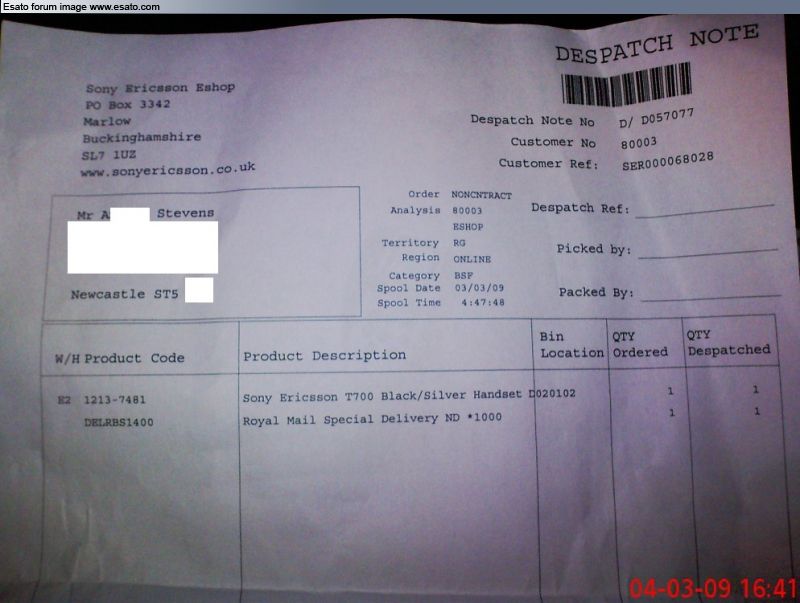 Esato forum image www.esato.com
DESPATCH NOTE
Sony Ericsson Eshop
PO Box 3342
Marlow
Buckinghamshire
SL7 1UZ
www.sonyericsson.co.uk
Despatch Note No D/ D057077
Customer No 80003
Customer Ref: SER000068028
Mr A Stevens
Newcastle ST5
Order NONCNTRACT
Analysis 80003
ESHOP
Territory RG
Region ONLINE
Category BSF
Spool Date 03/03/09
Spool Time 4:47:48
Despatch Ref:
Picked by:
Packed By:
W/H Product Code Product Description Bin Location QTY Ordered QTY Despatched
E2 1213-7481 Sony Ericsson T700 Black/Silver Handset D020102 1 1
DELRBS1400 Royal Mail Special Delivery ND *1000 1 1
04-03-09 16:41